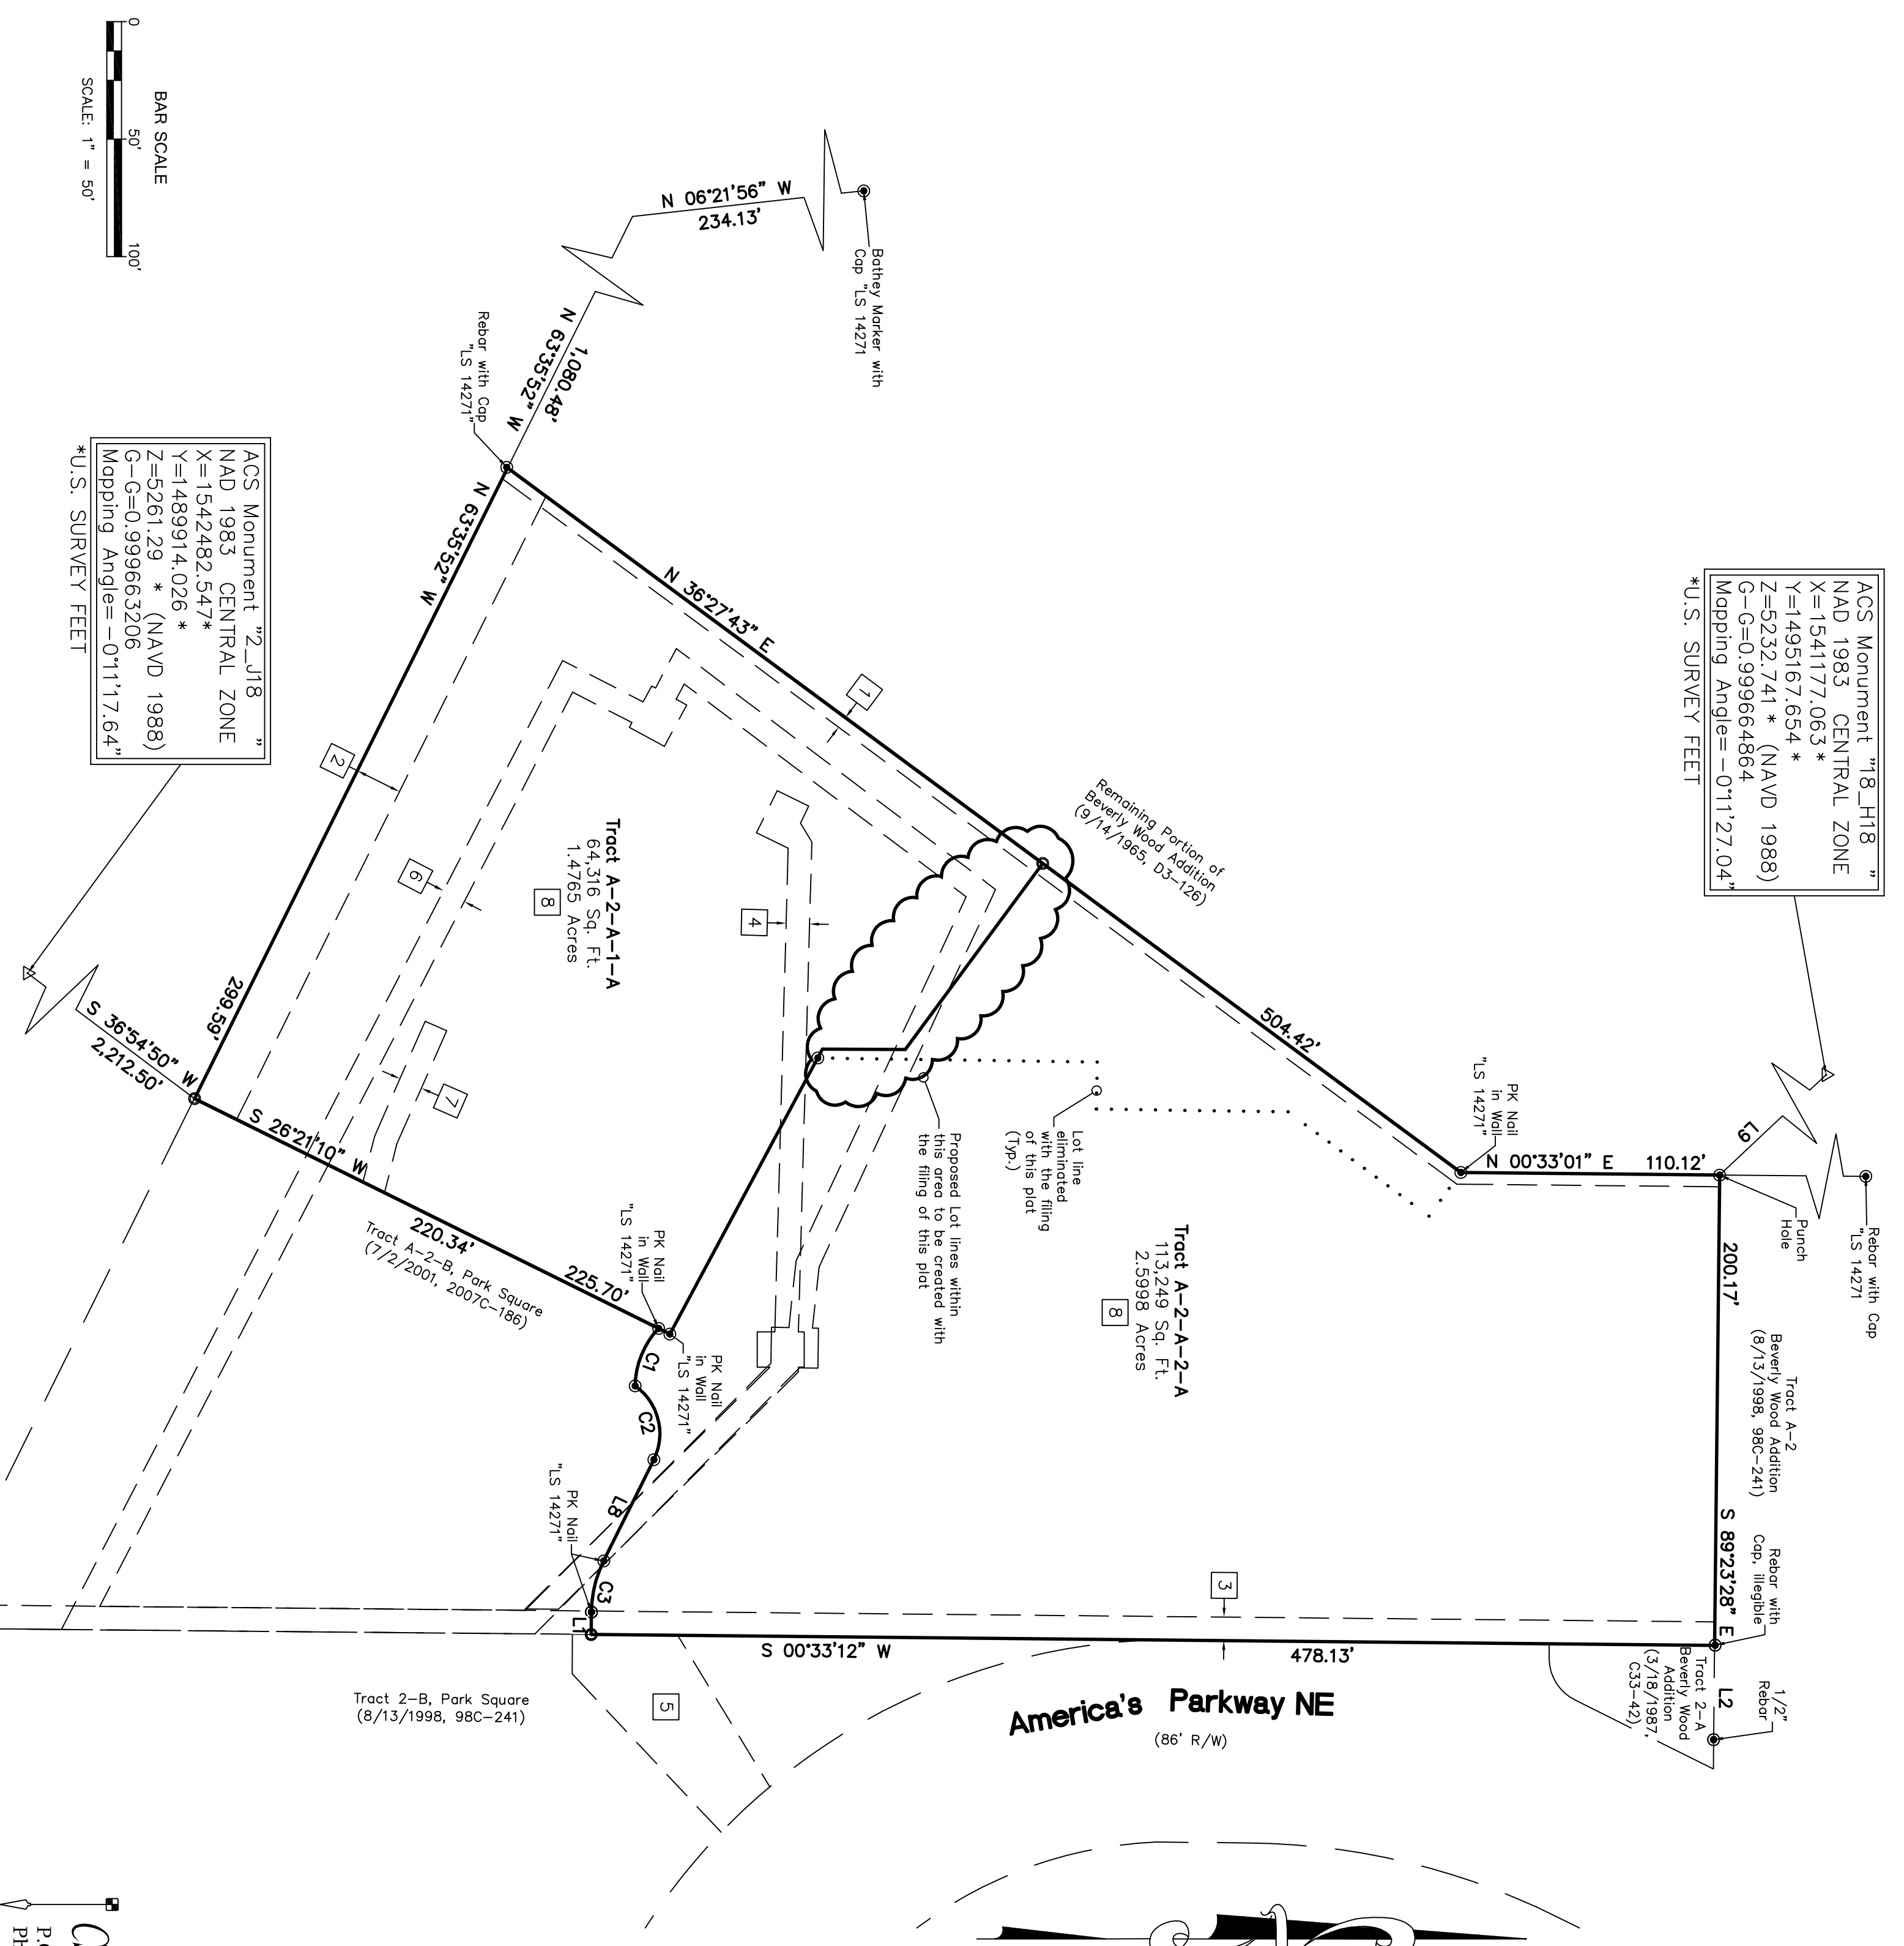 BAR SCALE
0 50' 100'
SCALE: 1" = 50'
Bathey Marker with
Cap "LS 14271
N 06°21'56" W
234.13'
1,080.48'
N 63°35'52" W
Rebar with Cap
"LS 14271"
ACS Monument "2_J18 "
NAD 1983 CENTRAL ZONE
X=1542482.547*
Y=1489914.026 *
Z=5261.29 * (NAVD 1988)
G-G=0.999663206
Mapping Angle=-0°11'17.64"
*U.S. SURVEY FEET
ACS Monument "18_H18 "
NAD 1983 CENTRAL ZONE
X=1541177.063 *
Y=1495167.654 *
Z=5232.741 * (NAVD 1988)
G-G=0.999664864
Mapping Angle=-0°11'27.04"
*U.S. SURVEY FEET
N 63°35'52" W
299.59'
N 36°27'43" E
504.42'
1
2
Remaining Portion of
Beverly Wood Addition
(9/14/1965, D3-126)
Tract A-2-A-1-A
64,316 Sq. Ft.
1.4765 Acres
8
4
6
7
S 36°54'50" W
2,212.50'
S 26°21'10" W
220.34'
225.70'
Tract A-2-B, Park Square
(7/2/2001, 2007C-186)
PK Nail
in Wall
"LS 14271"
PK Nail
in Wall
"LS 14271"
PK Nail
in Wall
"LS 14271"
N 00°33'01" E 110.12'
L9
Punch
Hole
Rebar with Cap
"LS 14271
Lot line
eliminated
with the filing
of this plat
(Typ.)
Proposed Lot lines within
this area to be created with
the filing of this plat
Tract A-2-A-2-A
113,249 Sq. Ft.
2.5998 Acres
8
200.17'
S 89°23'28" E
Tract A-2
Beverly Wood Addition
(8/13/1998, 98C-241)
Rebar with
Cap, illegible
C1
C2
L8
C3
L1
PK Nail
"LS 14271"
3
S 00°33'12" W
478.13'
L2
1/2"
Rebar
Tract 2-A
Beverly Wood
Addition
(3/18/1987,
C33-42)
5
Tract 2-B, Park Square
(8/13/1998, 98C-241)
America's Parkway NE
(86' R/W)